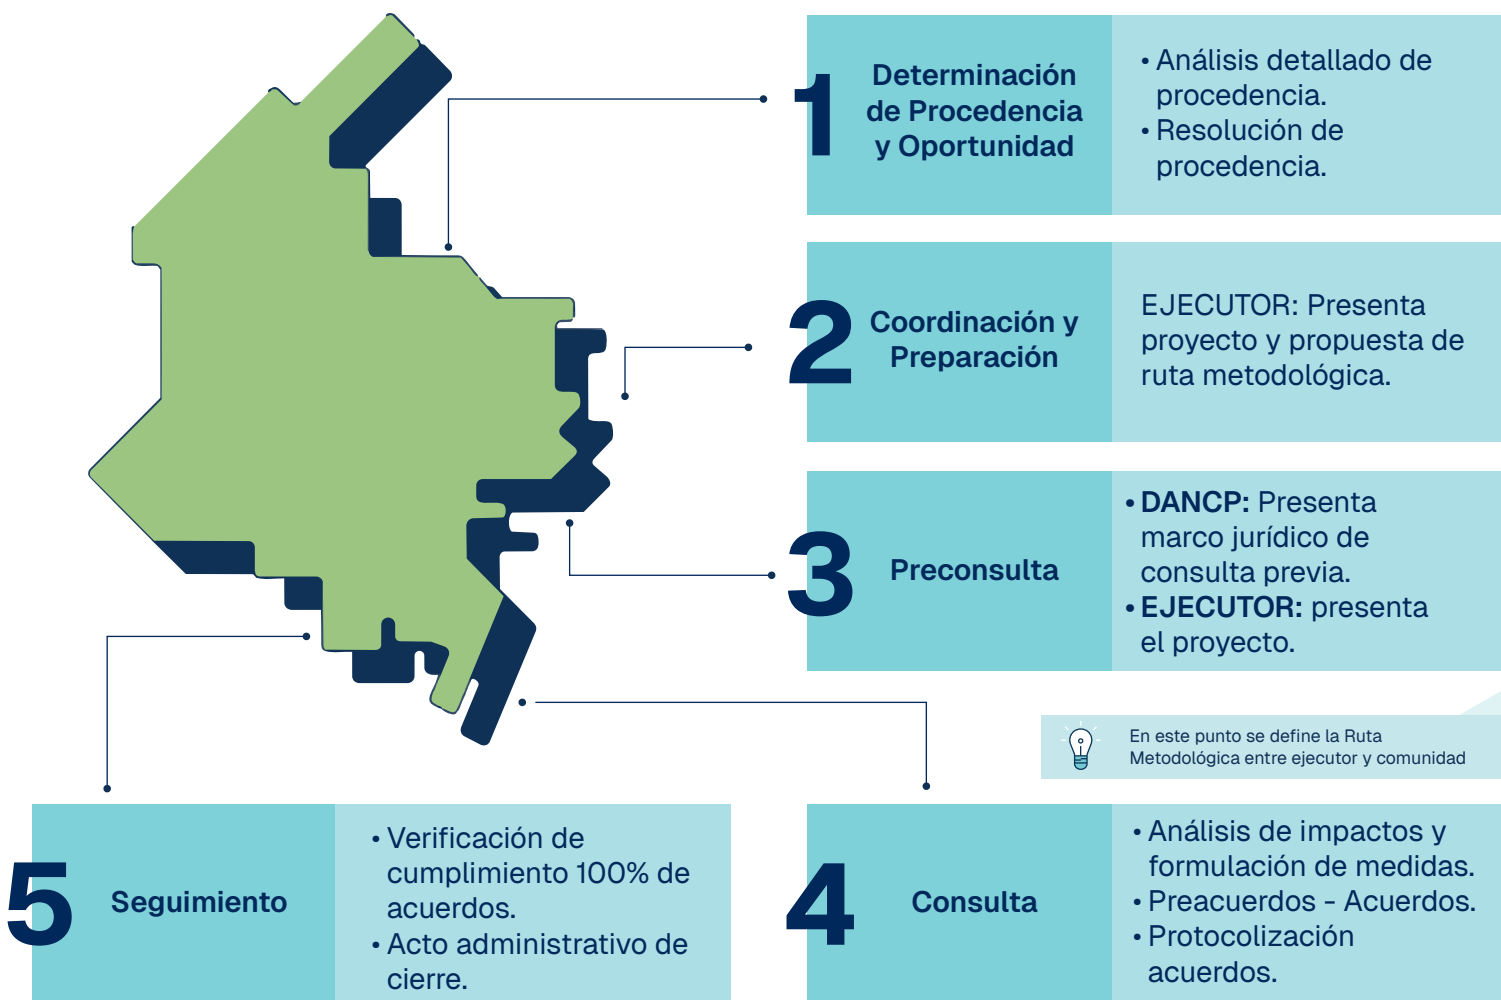 1
Determinación
de Procedencia
y Oportunidad
• Análisis detallado de
procedencia.
• Resolución de
procedencia.
2
Coordinación y
Preparación
EJECUTOR: Presenta
proyecto y propuesta de
ruta metodológica.
3
Preconsulta
• DANCP: Presenta
marco jurídico de
consulta previa.
• EJECUTOR: presenta
el proyecto.
En este punto se define la Ruta
Metodológica entre ejecutor y comunidad
4
Consulta
• Análisis de impactos y
formulación de medidas.
• Preacuerdos - Acuerdos.
• Protocolización
acuerdos.
5
Seguimiento
• Verificación de
cumplimiento 100% de
acuerdos.
• Acto administrativo de
cierre.